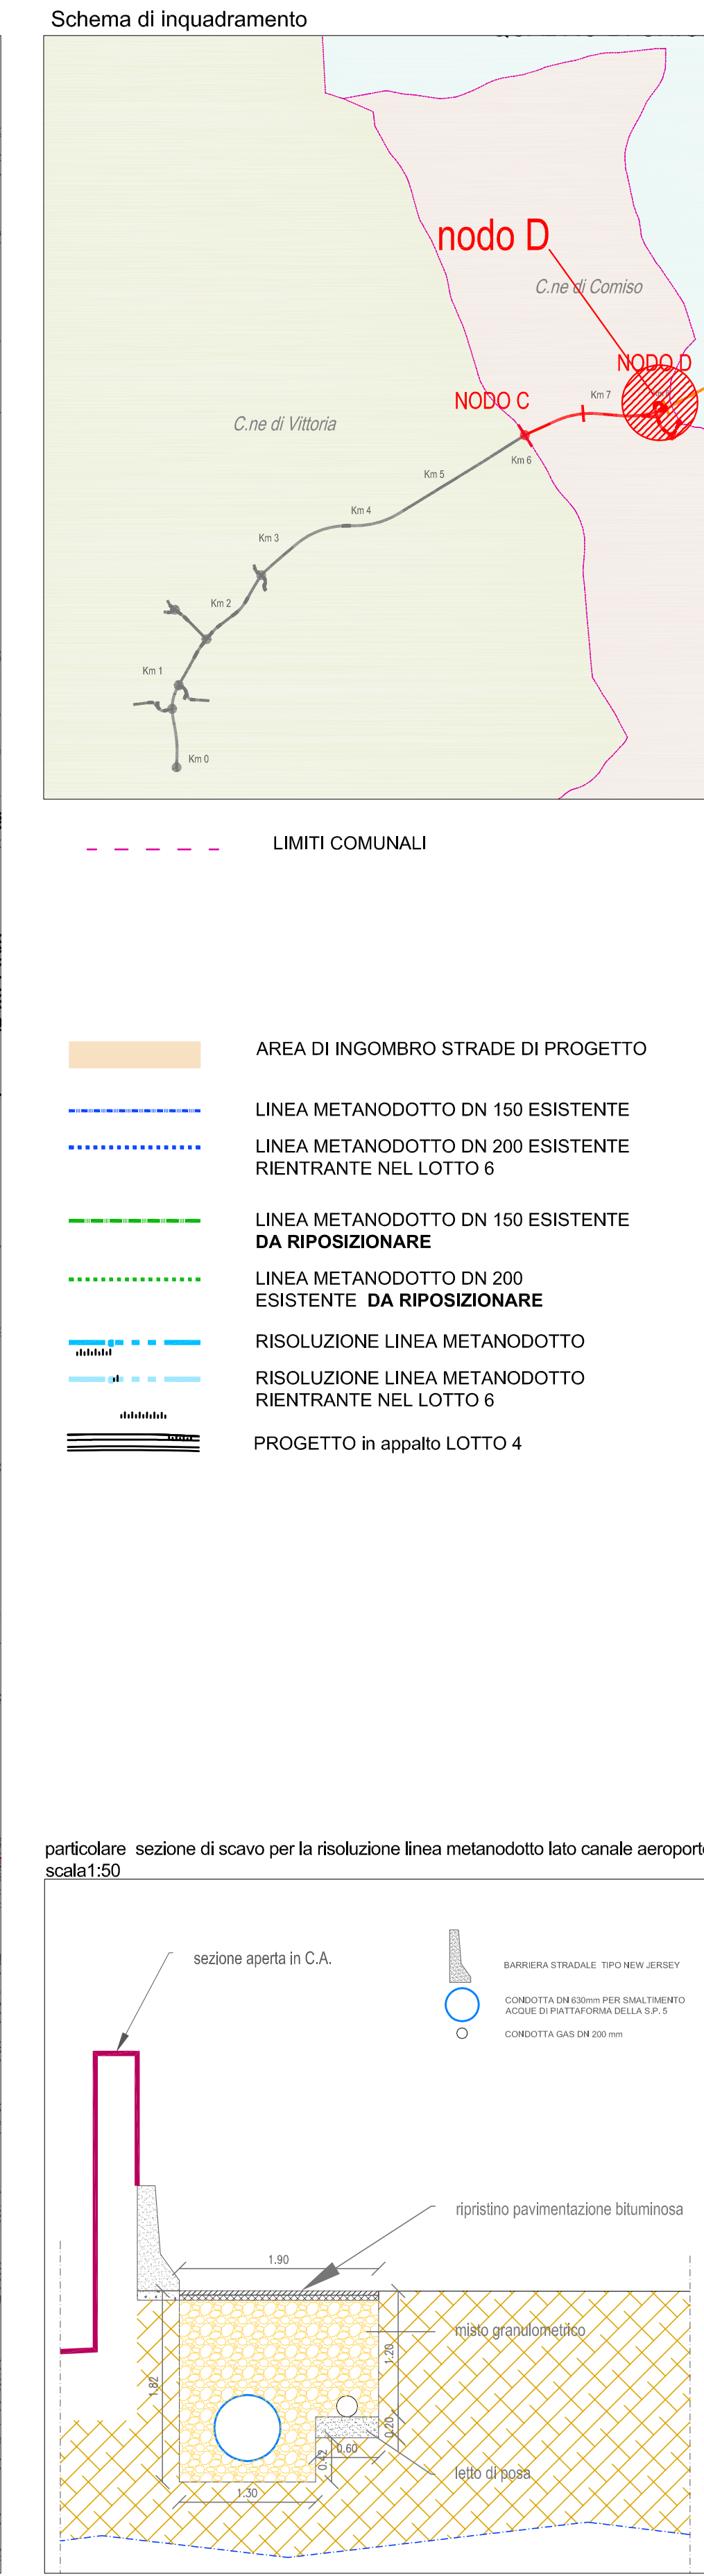 Schema di inquadramento
nodo D
C.ne di Comiso
NODO D
NODO C
Km 7
C.ne di Vittoria
Km 6
Km 5
Km 4
Km 3
Km 2
Km 1
Km 0
LIMITI COMUNALI
AREA DI INGOMBRO STRADE DI PROGETTO
LINEA METANODOTTO DN 150 ESISTENTE
LINEA METANODOTTO DN 200 ESISTENTE
RIENTRANTE NEL LOTTO 6
LINEA METANODOTTO DN 150 ESISTENTE
DA RIPOSIZIONARE
LINEA METANODOTTO DN 200
ESISTENTE DA RIPOSIZIONARE
RISOLUZIONE LINEA METANODOTTO
RISOLUZIONE LINEA METANODOTTO
RIENTRANTE NEL LOTTO 6
PROGETTO in appalto LOTTO 4
particolare sezione di scavo per la risoluzione linea metanodotto lato canale aeroporto
scala1:50
sezione aperta in C.A.
BARRIERA STRADALE TIPO NEW JERSEY
CONDOTTA DN 630mm PER SMALTIMENTO
ACQUE DI PIATTAFORMA DELLA S.P. 5
CONDOTTA GAS DN 200 mm
ripristino pavimentazione bituminosa
1.90
misto granulometrico
1.20
1.82
0.20
0.60
0.42
letto di posa
1.30